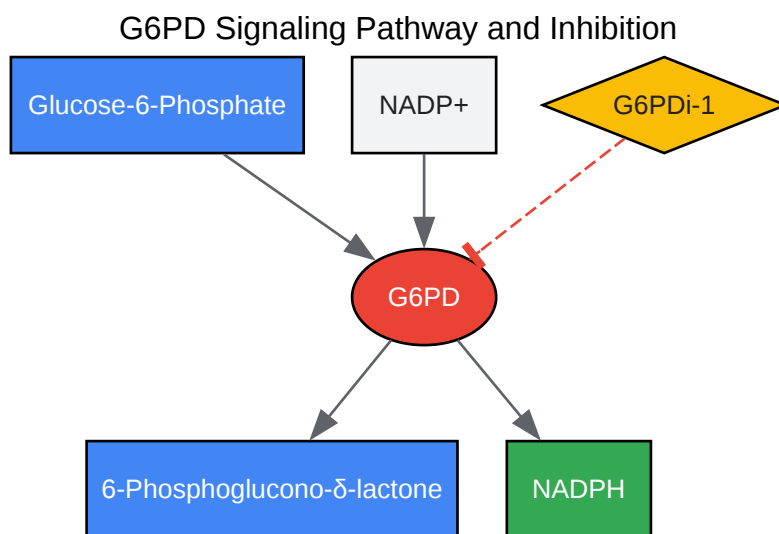 G6PD Signaling Pathway and Inhibition
Glucose-6-Phosphate
NADP+
G6PDi-1
G6PD
6-Phosphoglucono-δ-lactone
NADPH